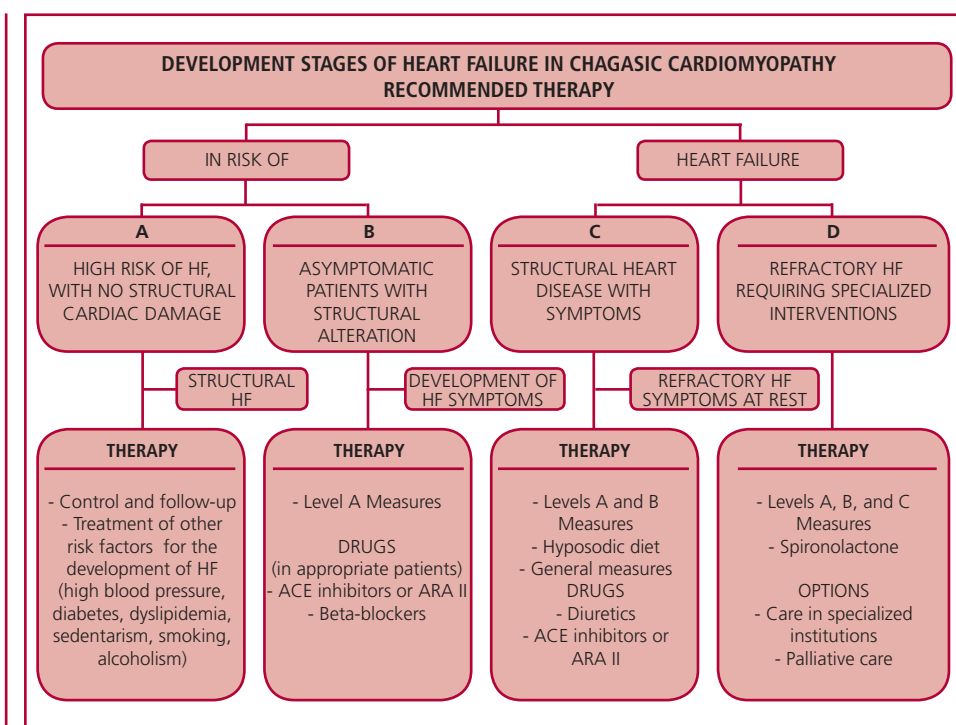 DEVELOPMENT STAGES OF HEART FAILURE IN CHAGASIC CARDIOMYOPATHY
RECOMMENDED THERAPY
IN RISK OF
HEART FAILURE
A
HIGH RISK OF HF,
WITH NO STRUCTURAL
CARDIAC DAMAGE
B
ASYMPTOMATIC
PATIENTS WITH
STRUCTURAL
ALTERATION
C
STRUCTURAL HEART
DISEASE WITH
SYMPTOMS
D
REFRACTORY HF
REQUIRING SPECIALIZED
INTERVENTIONS
STRUCTURAL
HF
DEVELOPMENT OF
HF SYMPTOMS
REFRACTORY HF
SYMPTOMS AT REST
THERAPY
- Control and follow-up
- Treatment of other
risk factors for the
development of HF
(high blood pressure,
diabetes, dyslipidemia,
sedentarism, smoking,
alcoholism)
THERAPY
- Level A Measures
DRUGS
(in appropriate patients)
- ACE inhibitors or ARA II
- Beta-blockers
THERAPY
- Levels A and B
Measures
- Hyposodic diet
- General measures
DRUGS
- Diuretics
- ACE inhibitors or
ARA II
THERAPY
- Levels A, B, and C
Measures
- Spironolactone
OPTIONS
- Care in specialized
institutions
- Palliative care